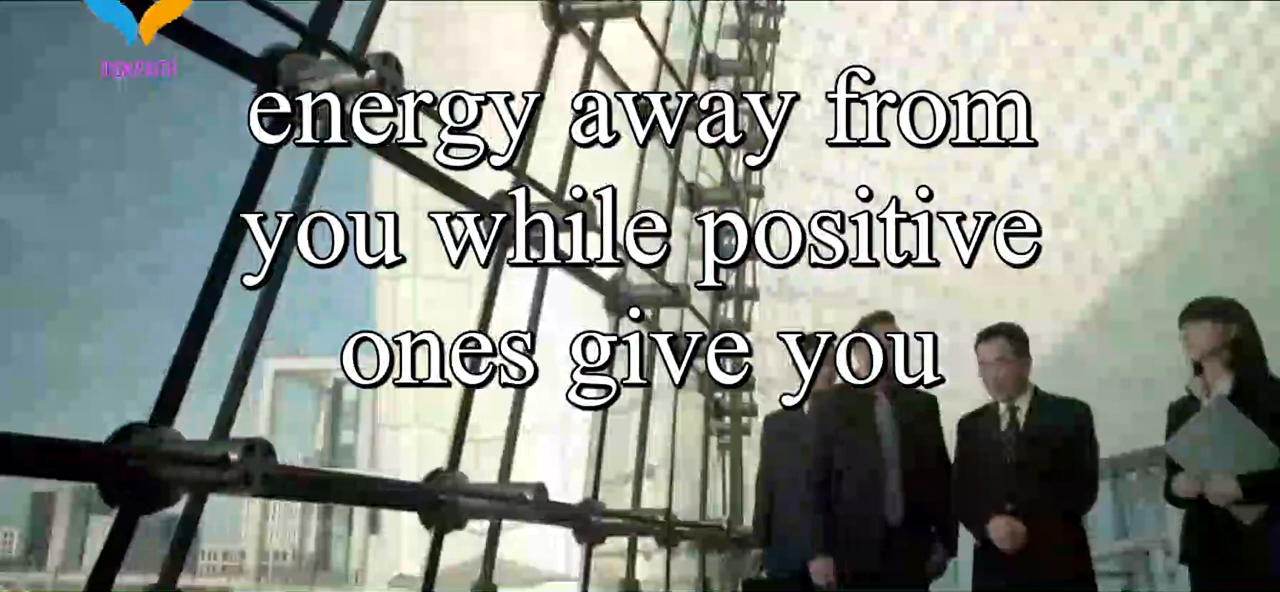 energy away from
you while positive
ones give you